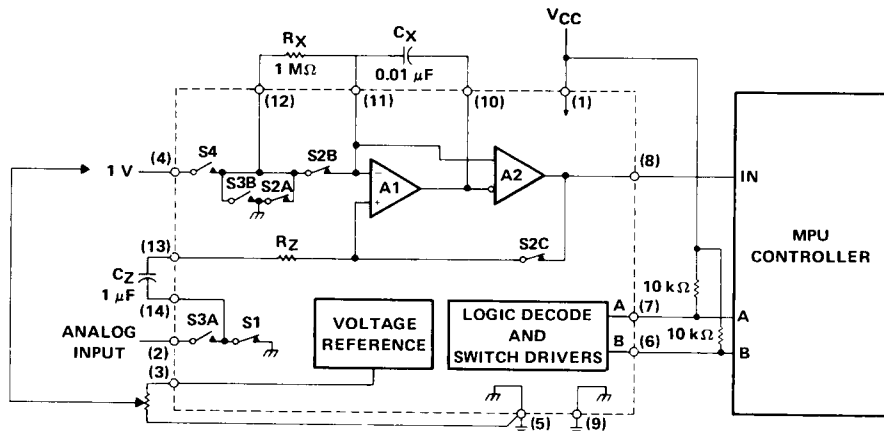 VCC
RX
1 MΩ
CX
0.01 µF
(12)
(11)
(10)
(1)
1 V
(4)
S4
S2B
S3B
S2A
A1
−
+
A2
(8)
IN
MPU
CONTROLLER
(13)
RZ
S2C
CZ
1 µF
(14)
S3A
S1
ANALOG
INPUT
(2)
(3)
VOLTAGE
REFERENCE
LOGIC DECODE
AND
SWITCH DRIVERS
A
(7)
10 kΩ
A
B
(6)
10 kΩ
B
(5)
(9)